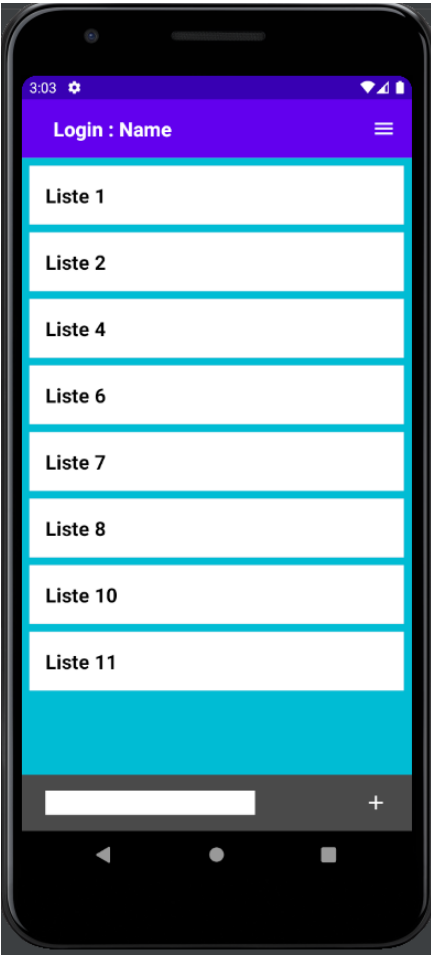 3:03
Login : Name
Liste 1
Liste 2
Liste 4
Liste 6
Liste 7
Liste 8
Liste 10
Liste 11
+